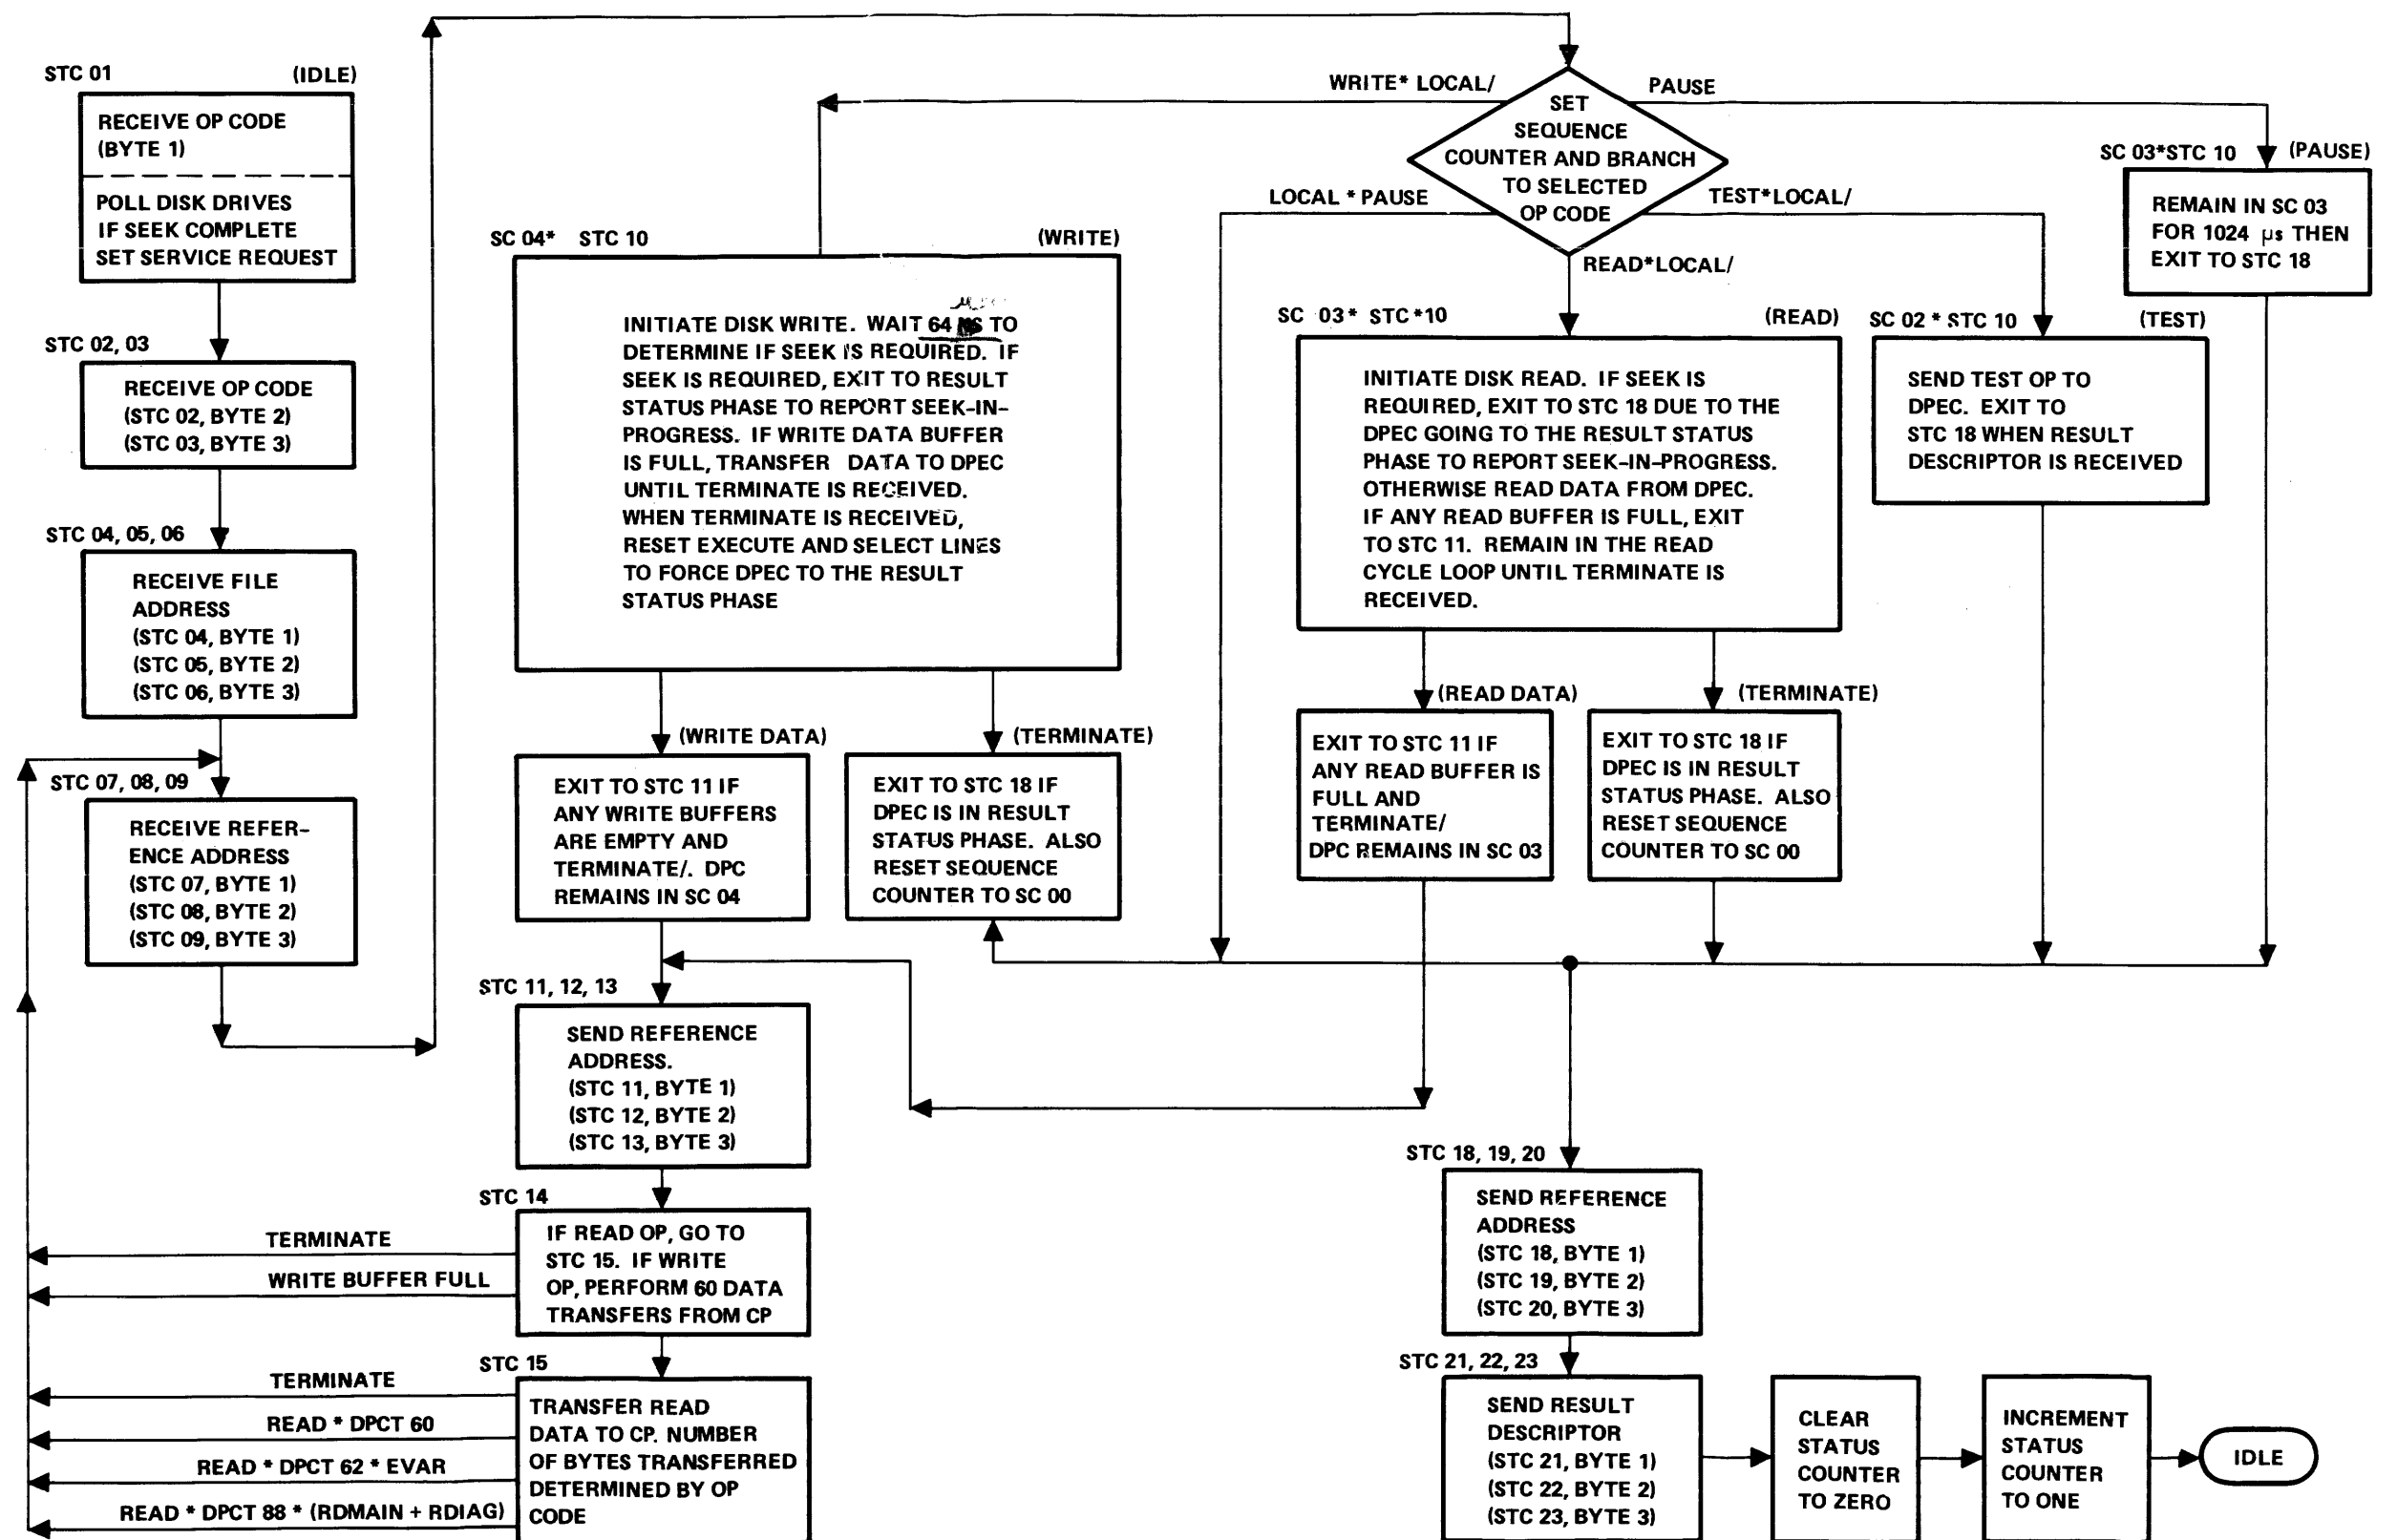 STC 01 (IDLE)
RECEIVE OP CODE
(BYTE 1)
POLL DISK DRIVES
IF SEEK COMPLETE
SET SERVICE REQUEST
STC 02, 03
RECEIVE OP CODE
(STC 02, BYTE 2)
(STC 03, BYTE 3)
STC 04, 05, 06
RECEIVE FILE
ADDRESS
(STC 04, BYTE 1)
(STC 05, BYTE 2)
(STC 06, BYTE 3)
STC 07, 08, 09
RECEIVE REFER-
ENCE ADDRESS
(STC 07, BYTE 1)
(STC 08, BYTE 2)
(STC 09, BYTE 3)
SET
SEQUENCE
COUNTER AND BRANCH
TO SELECTED
OP CODE
WRITE* LOCAL/
PAUSE
LOCAL * PAUSE
TEST*LOCAL/
READ*LOCAL/
SC 04* STC 10 (WRITE)
INITIATE DISK WRITE. WAIT 64 TO
DETERMINE IF SEEK IS REQUIRED. IF
SEEK IS REQUIRED, EXIT TO RESULT
STATUS PHASE TO REPORT SEEK-IN-
PROGRESS. IF WRITE DATA BUFFER
IS FULL, TRANSFER DATA TO DPEC
UNTIL TERMINATE IS RECEIVED.
WHEN TERMINATE IS RECEIVED,
RESET EXECUTE AND SELECT LINES
TO FORCE DPEC TO THE RESULT
STATUS PHASE
(WRITE DATA)
EXIT TO STC 11 IF
ANY WRITE BUFFERS
ARE EMPTY AND
TERMINATE/. DPC
REMAINS IN SC 04
(TERMINATE)
EXIT TO STC 18 IF
DPEC IS IN RESULT
STATUS PHASE. ALSO
RESET SEQUENCE
COUNTER TO SC 00
SC 03* STC*10 (READ)
INITIATE DISK READ. IF SEEK IS
REQUIRED, EXIT TO STC 18 DUE TO THE
DPEC GOING TO THE RESULT STATUS
PHASE TO REPORT SEEK-IN-PROGRESS.
OTHERWISE READ DATA FROM DPEC.
IF ANY READ BUFFER IS FULL, EXIT
TO STC 11. REMAIN IN THE READ
CYCLE LOOP UNTIL TERMINATE IS
RECEIVED.
(READ DATA)
EXIT TO STC 11 IF
ANY READ BUFFER IS
FULL AND
TERMINATE/
DPC REMAINS IN SC 03
(TERMINATE)
EXIT TO STC 18 IF
DPEC IS IN RESULT
STATUS PHASE. ALSO
RESET SEQUENCE
COUNTER TO SC 00
SC 02 * STC 10 (TEST)
SEND TEST OP TO
DPEC. EXIT TO
STC 18 WHEN RESULT
DESCRIPTOR IS RECEIVED
SC 03*STC 10 (PAUSE)
REMAIN IN SC 03
FOR 1024 μs THEN
EXIT TO STC 18
STC 11, 12, 13
SEND REFERENCE
ADDRESS.
(STC 11, BYTE 1)
(STC 12, BYTE 2)
(STC 13, BYTE 3)
STC 14
IF READ OP, GO TO
STC 15. IF WRITE
OP, PERFORM 60 DATA
TRANSFERS FROM CP
TERMINATE
WRITE BUFFER FULL
STC 15
TRANSFER READ
DATA TO CP. NUMBER
OF BYTES TRANSFERRED
DETERMINED BY OP
CODE
TERMINATE
READ * DPCT 60
READ * DPCT 62 * EVAR
READ * DPCT 88 * (RDMAIN + RDIAG)
STC 18, 19, 20
SEND REFERENCE
ADDRESS
(STC 18, BYTE 1)
(STC 19, BYTE 2)
(STC 20, BYTE 3)
STC 21, 22, 23
SEND RESULT
DESCRIPTOR
(STC 21, BYTE 1)
(STC 22, BYTE 2)
(STC 23, BYTE 3)
CLEAR
STATUS
COUNTER
TO ZERO
INCREMENT
STATUS
COUNTER
TO ONE
IDLE